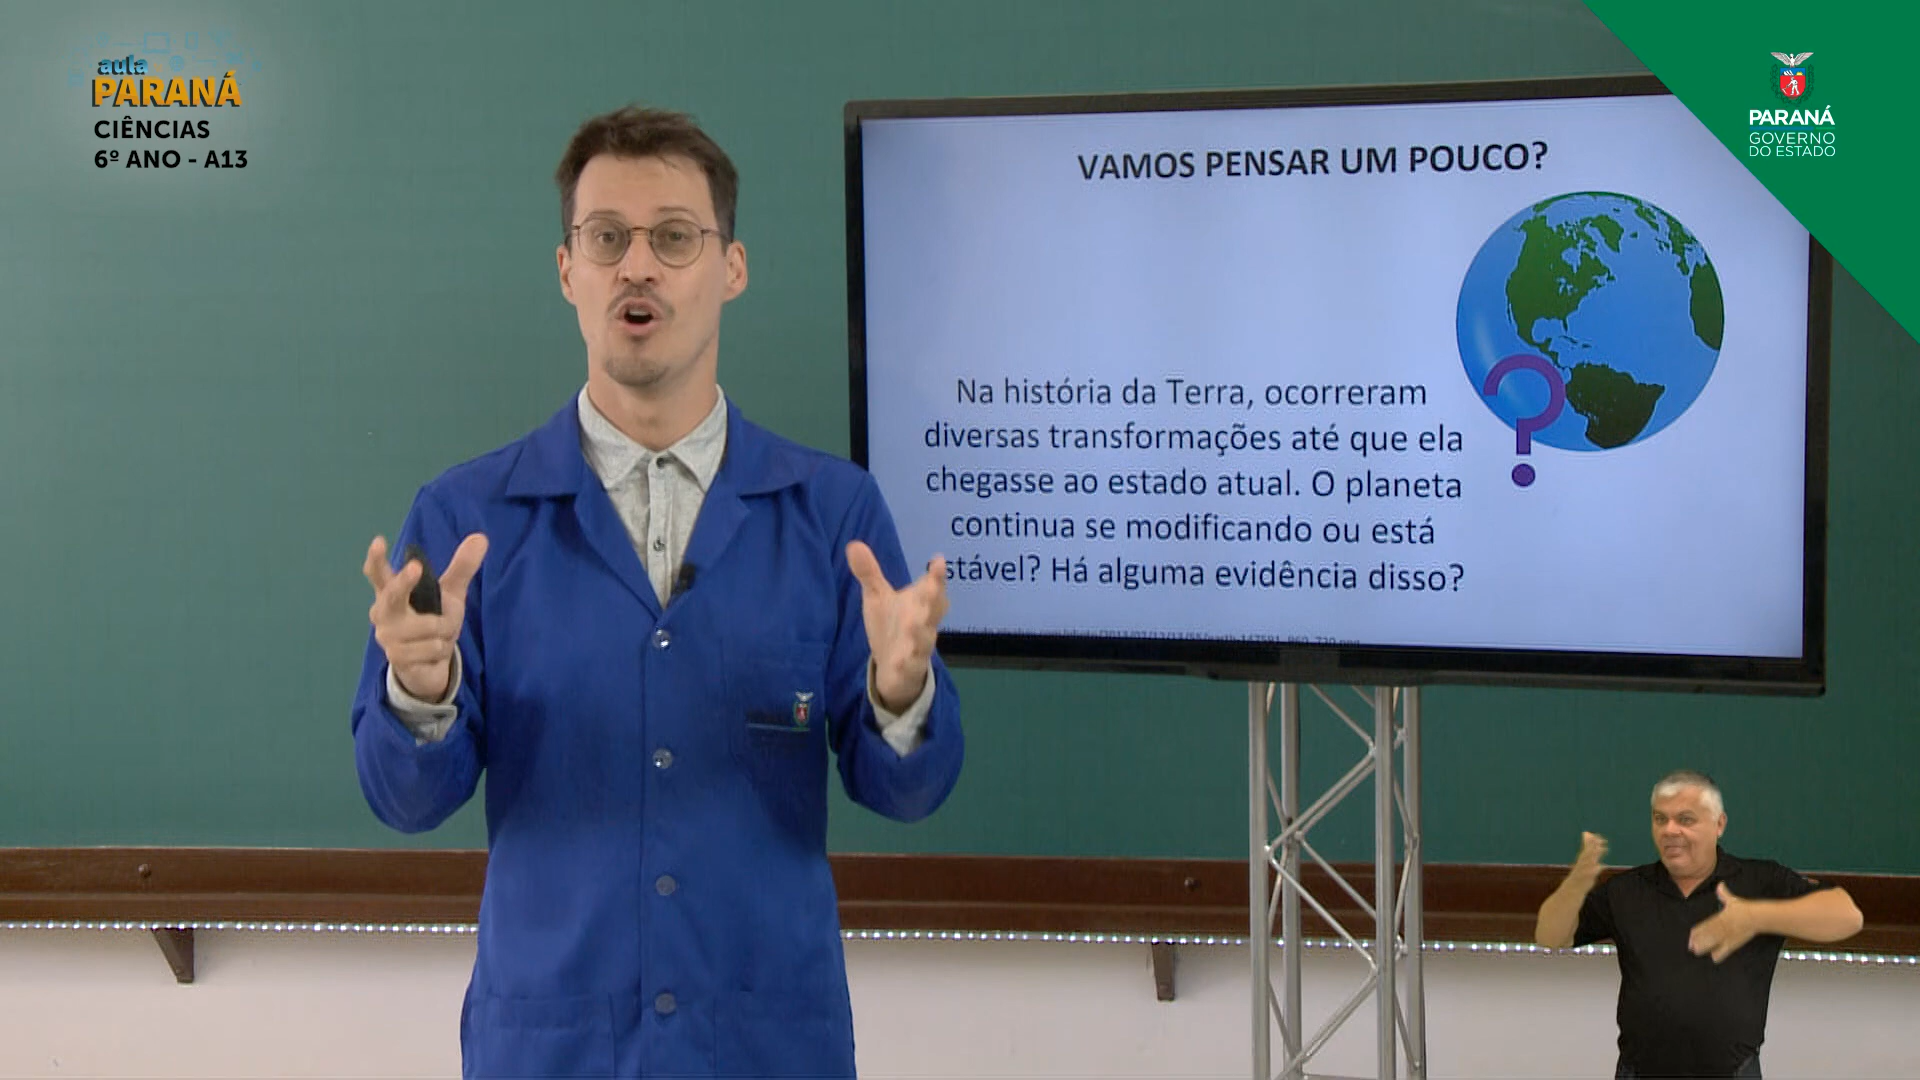 aula
PARANÁ
CIÊNCIAS
6º ANO - A13
PARANÁ
GOVERNO
DO ESTADO
VAMOS PENSAR UM POUCO?
Na história da Terra, ocorreram
diversas transformações até que ela
chegasse ao estado atual. O planeta
continua se modificando ou está
estável? Há alguma evidência disso?